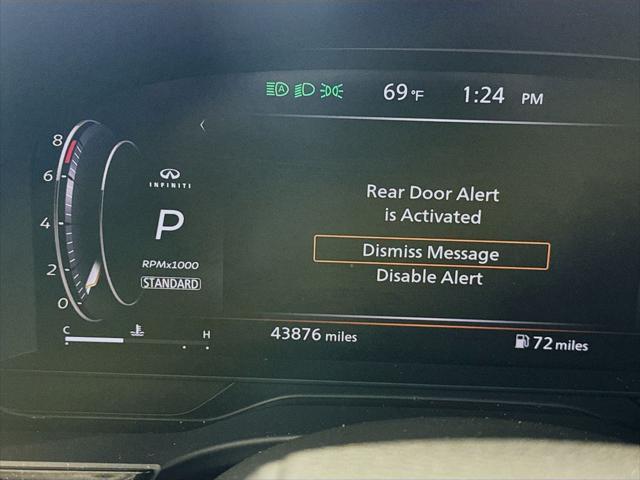 A
69 °F
1:24 PM
8
6
4
2
0
INFINITI
P
RPMx1000
STANDARD
C
H
Rear Door Alert
is Activated
Dismiss Message
Disable Alert
43876 miles
72 miles